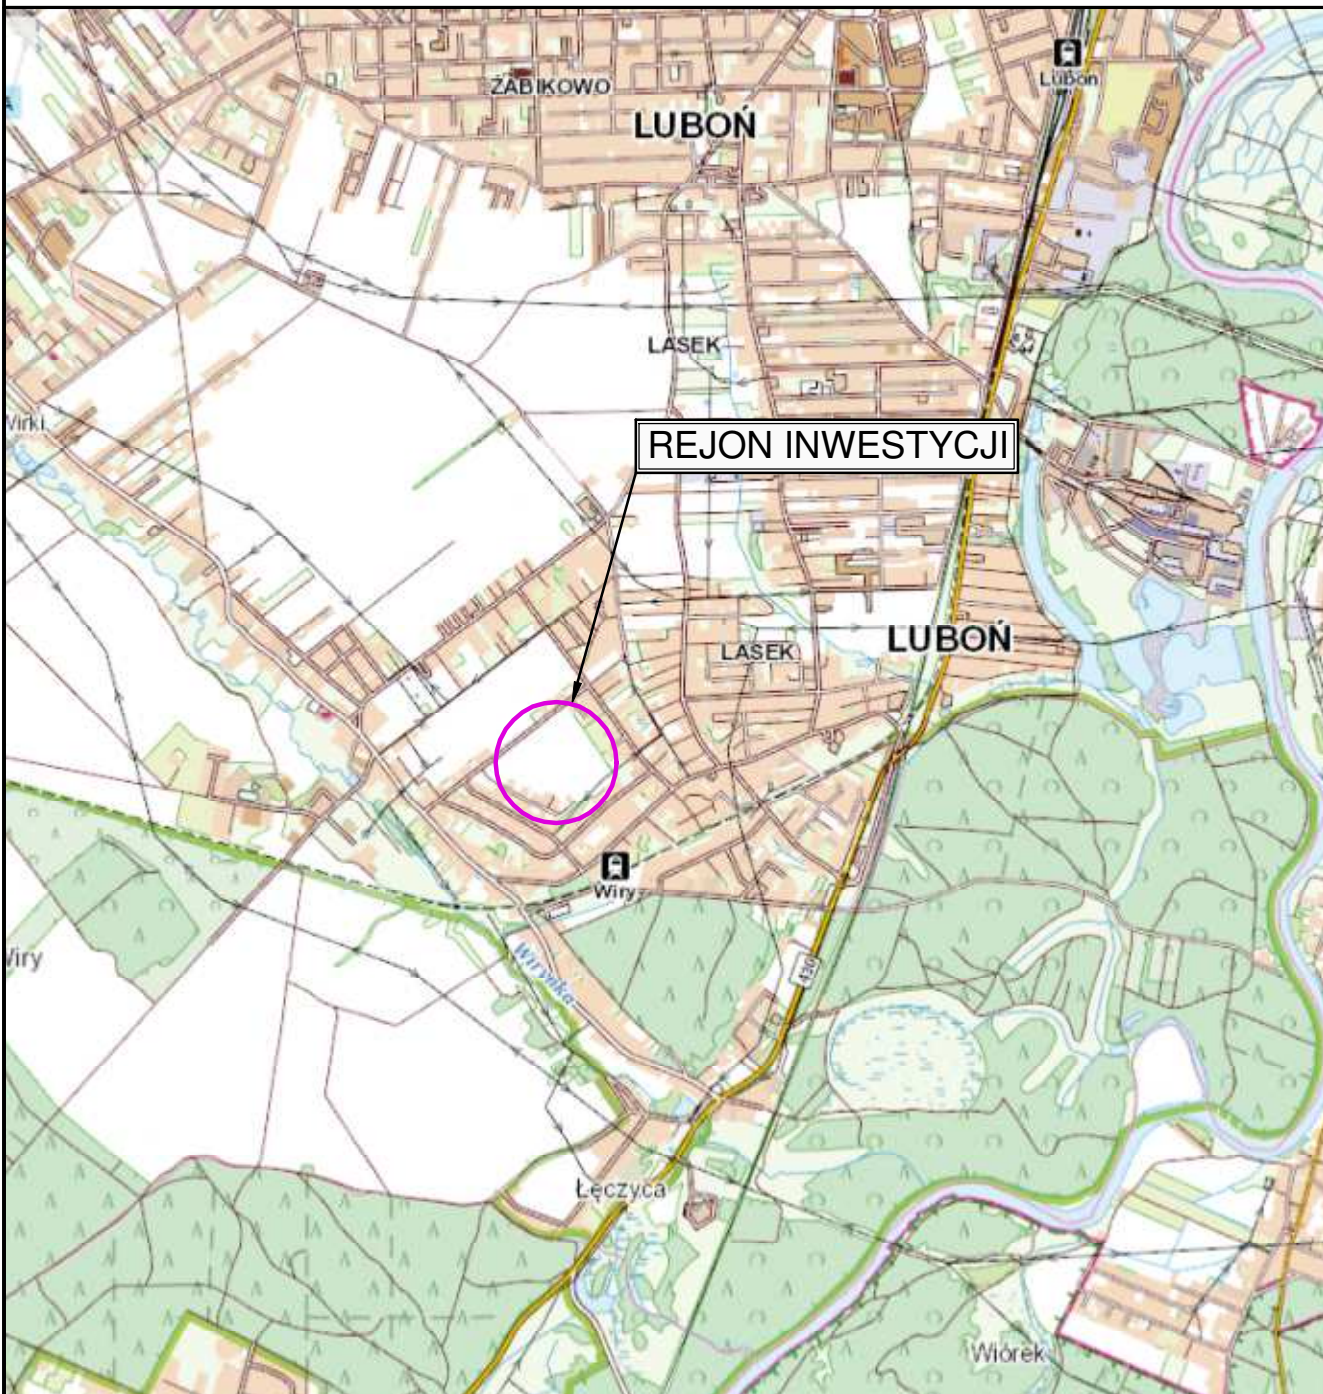 Luboń
ŻABIKOWO
LUBOŃ
LASEK
Wirki
REJON INWESTYCJI
LUBOŃ
LASEK
Wiry
430
Wiry
Wirynka
Łęczyca
Wiórek